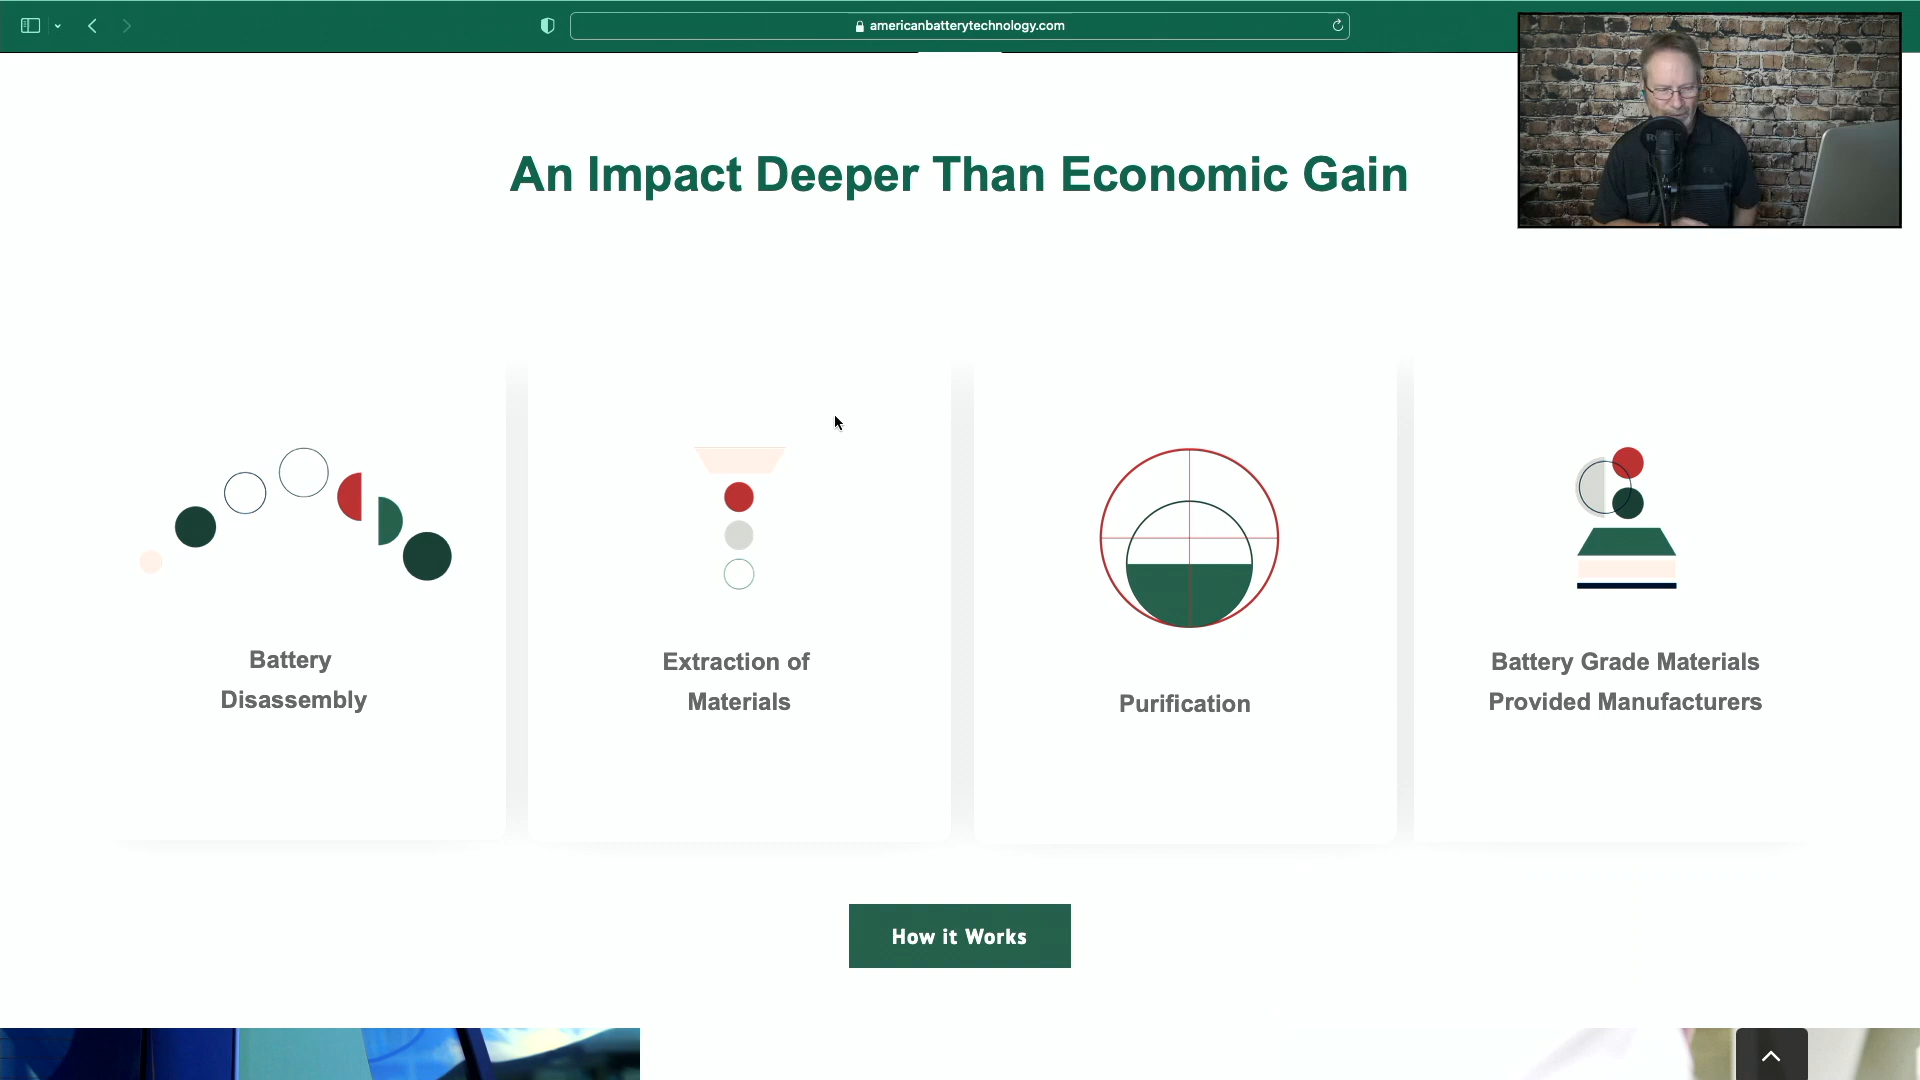 americanbatterytechnology.com
An Impact Deeper Than Economic Gain
Battery
Disassembly
Extraction of
Materials
Purification
Battery Grade Materials
Provided Manufacturers
How it Works